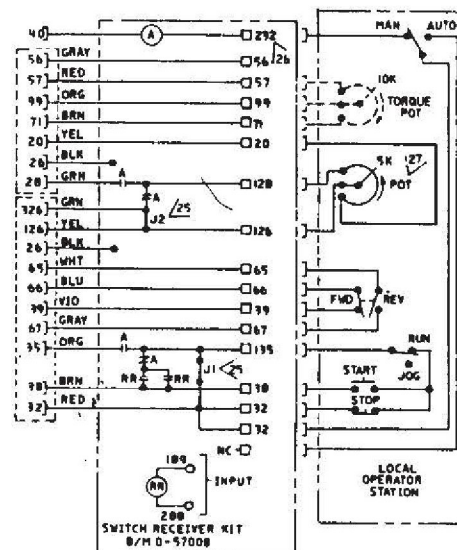 40 A 292 MAN AUTO
56 GRAY 56 26
57 RED 57 10K
99 ORG 99 TORQUE
71 BRN 71 POT
20 YEL 20
26 BLK
28 GRN A 128 5K 127
A POT
326 GRN J2 25
126 YEL 126
26 BLK
65 WHT 65
66 BLU 66
39 VIO 39 FWD REV
67 GRAY 67
35 ORG A 135 RUN
A J1 25 JOG
RR RR START
38 BRN 38
STOP
32 RED 32
32
NC
109 LOCAL
RR INPUT OPERATOR
200 STATION
SWITCH RECEIVER KIT
B/M O-57008